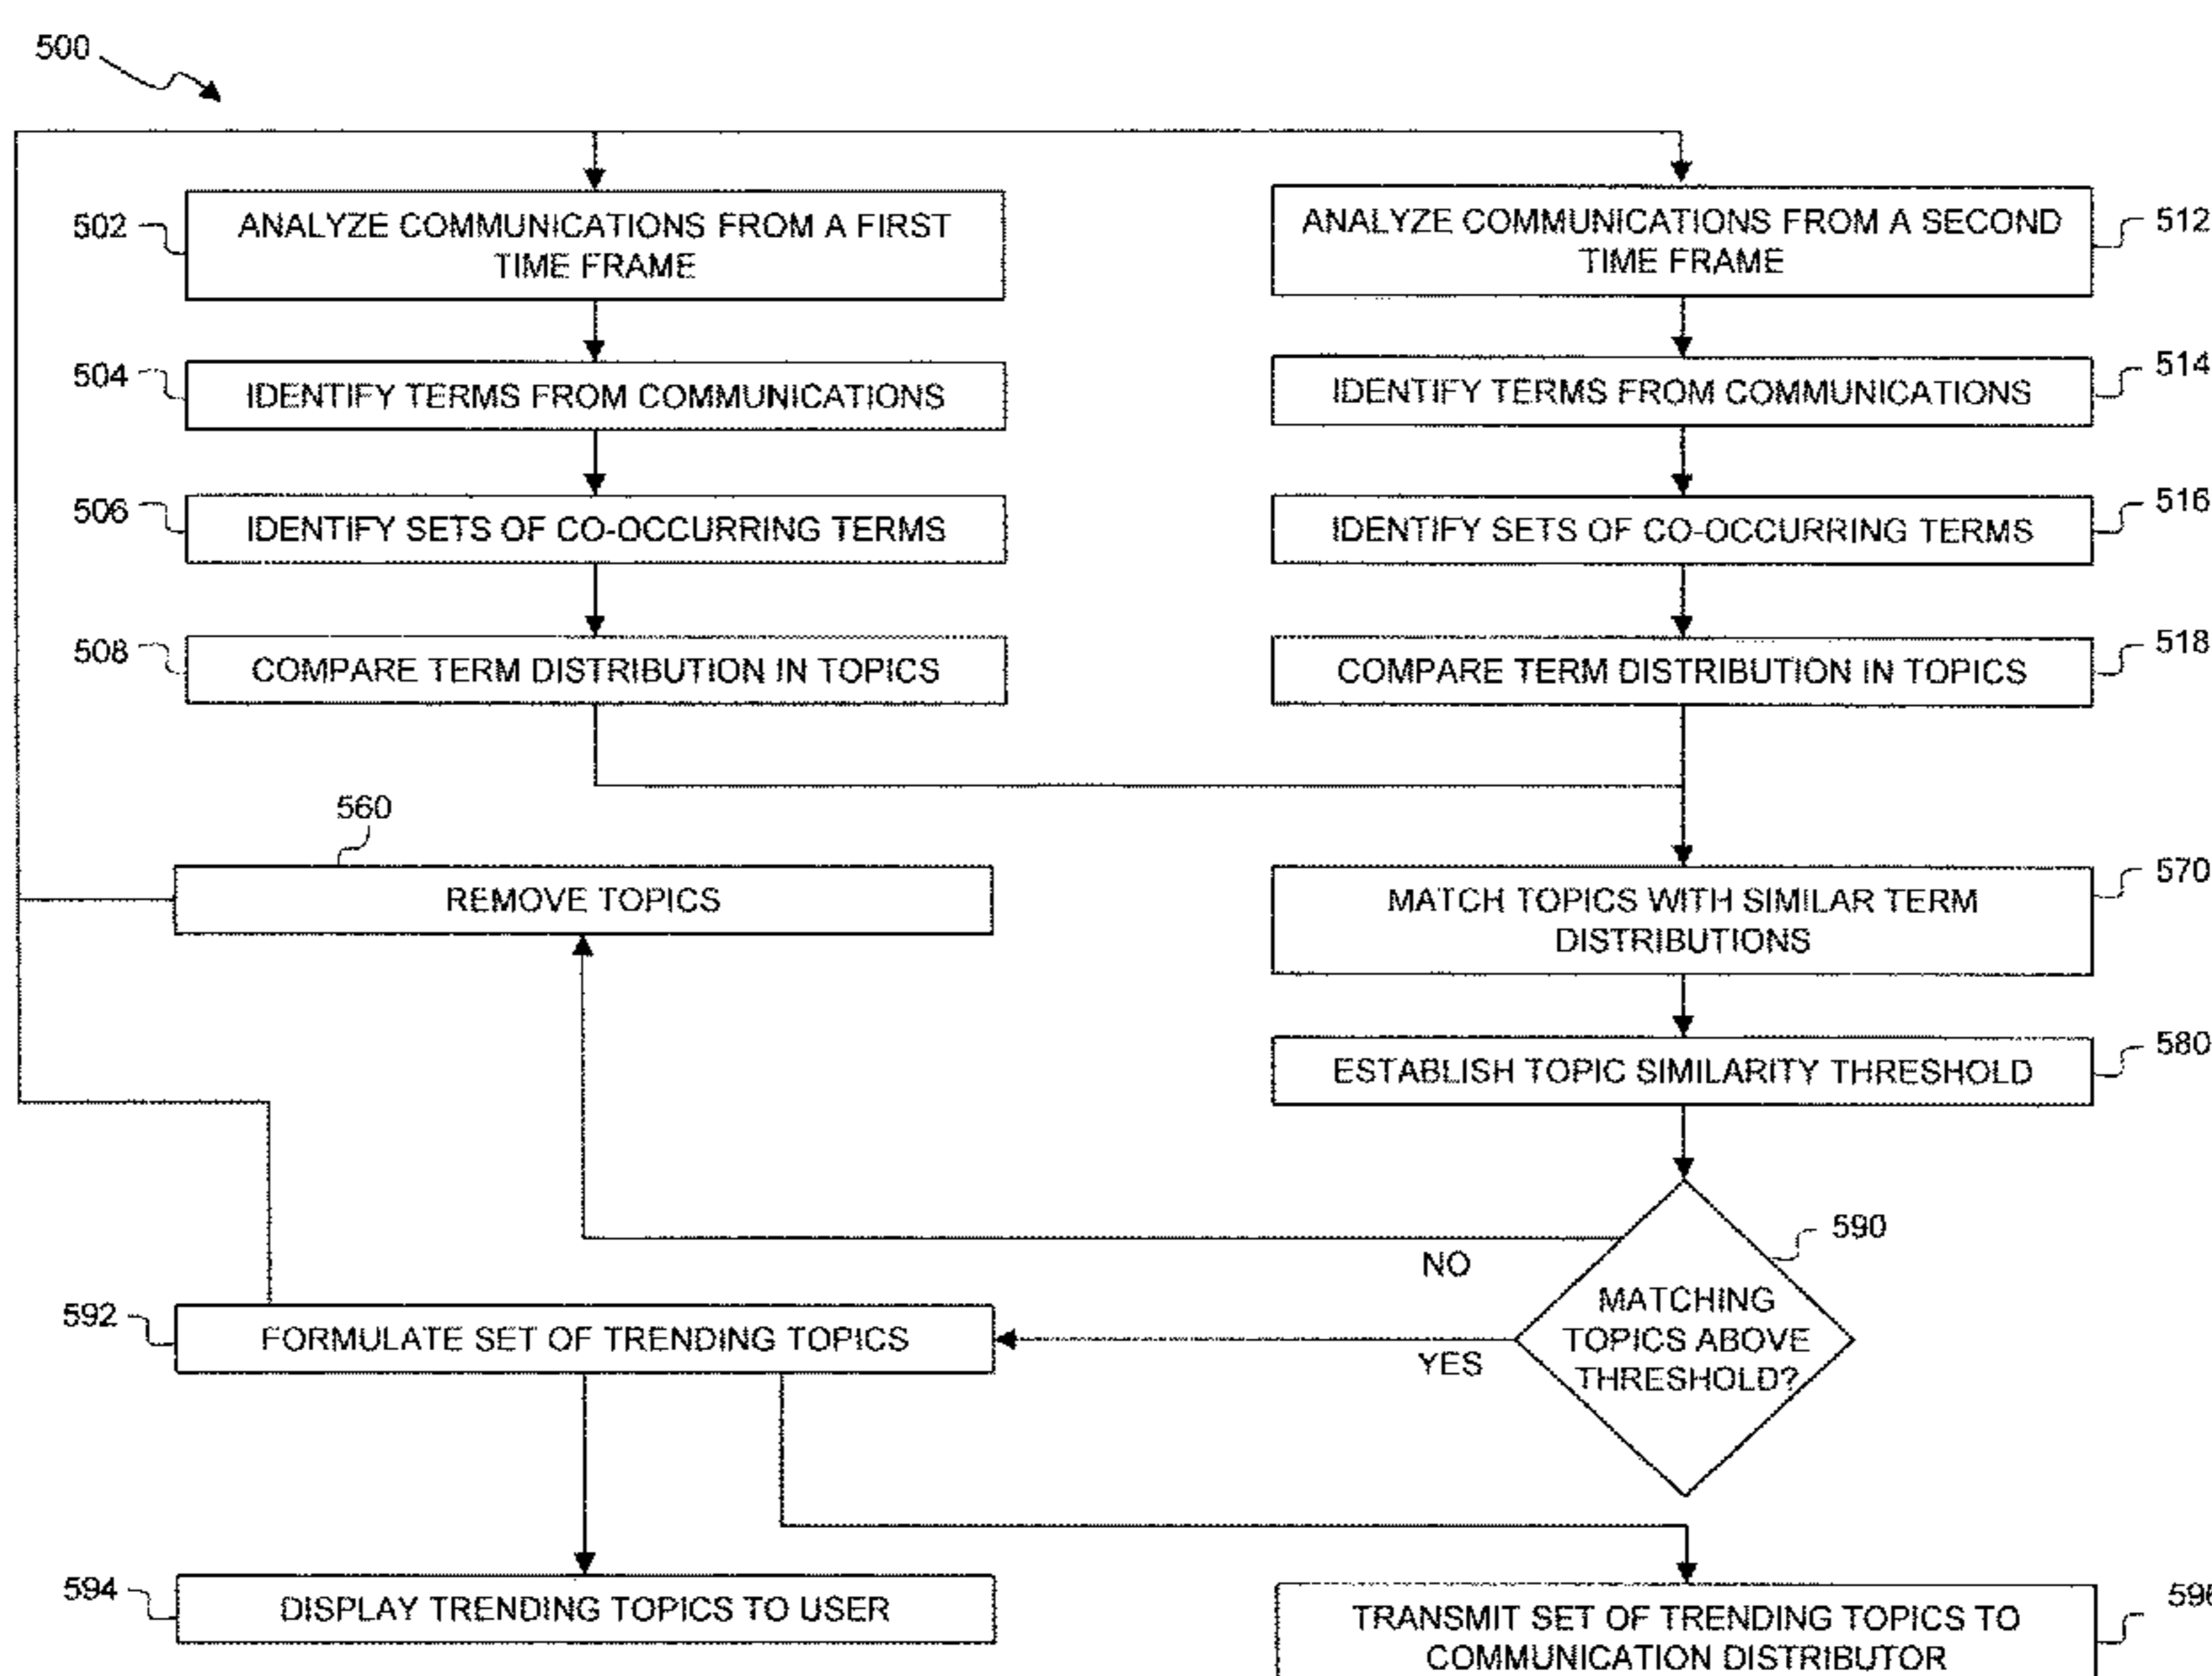 500
502
ANALYZE COMMUNICATIONS FROM A FIRST
TIME FRAME
ANALYZE COMMUNICATIONS FROM A SECOND
TIME FRAME
512
504
IDENTIFY TERMS FROM COMMUNICATIONS
IDENTIFY TERMS FROM COMMUNICATIONS
514
506
IDENTIFY SETS OF CO-OCCURRING TERMS
IDENTIFY SETS OF CO-OCCURRING TERMS
516
508
COMPARE TERM DISTRIBUTION IN TOPICS
COMPARE TERM DISTRIBUTION IN TOPICS
518
560
REMOVE TOPICS
MATCH TOPICS WITH SIMILAR TERM
DISTRIBUTIONS
570
ESTABLISH TOPIC SIMILARITY THRESHOLD
580
590
NO
MATCHING
TOPICS ABOVE
THRESHOLD?
YES
592
FORMULATE SET OF TRENDING TOPICS
594
DISPLAY TRENDING TOPICS TO USER
TRANSMIT SET OF TRENDING TOPICS TO
COMMUNICATION DISTRIBUTOR
596